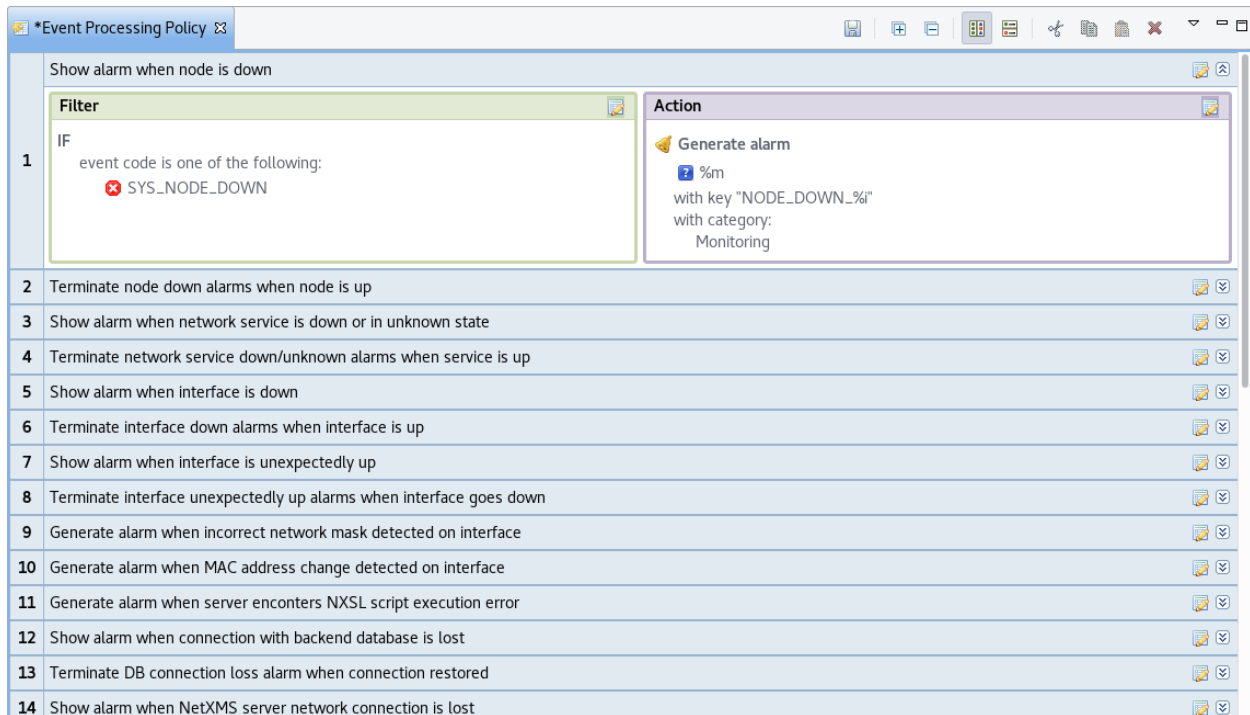 *Event Processing Policy
Show alarm when node is down
Filter
Action
1
IF
event code is one of the following:
SYS_NODE_DOWN
Generate alarm
%m
with key "NODE_DOWN_%i"
with category:
Monitoring
2 Terminate node down alarms when node is up
3 Show alarm when network service is down or in unknown state
4 Terminate network service down/unknown alarms when service is up
5 Show alarm when interface is down
6 Terminate interface down alarms when interface is up
7 Show alarm when interface is unexpectedly up
8 Terminate interface unexpectedly up alarms when interface goes down
9 Generate alarm when incorrect network mask detected on interface
10 Generate alarm when MAC address change detected on interface
11 Generate alarm when server enconters NXSL script execution error
12 Show alarm when connection with backend database is lost
13 Terminate DB connection loss alarm when connection restored
14 Show alarm when NetXMS server network connection is lost